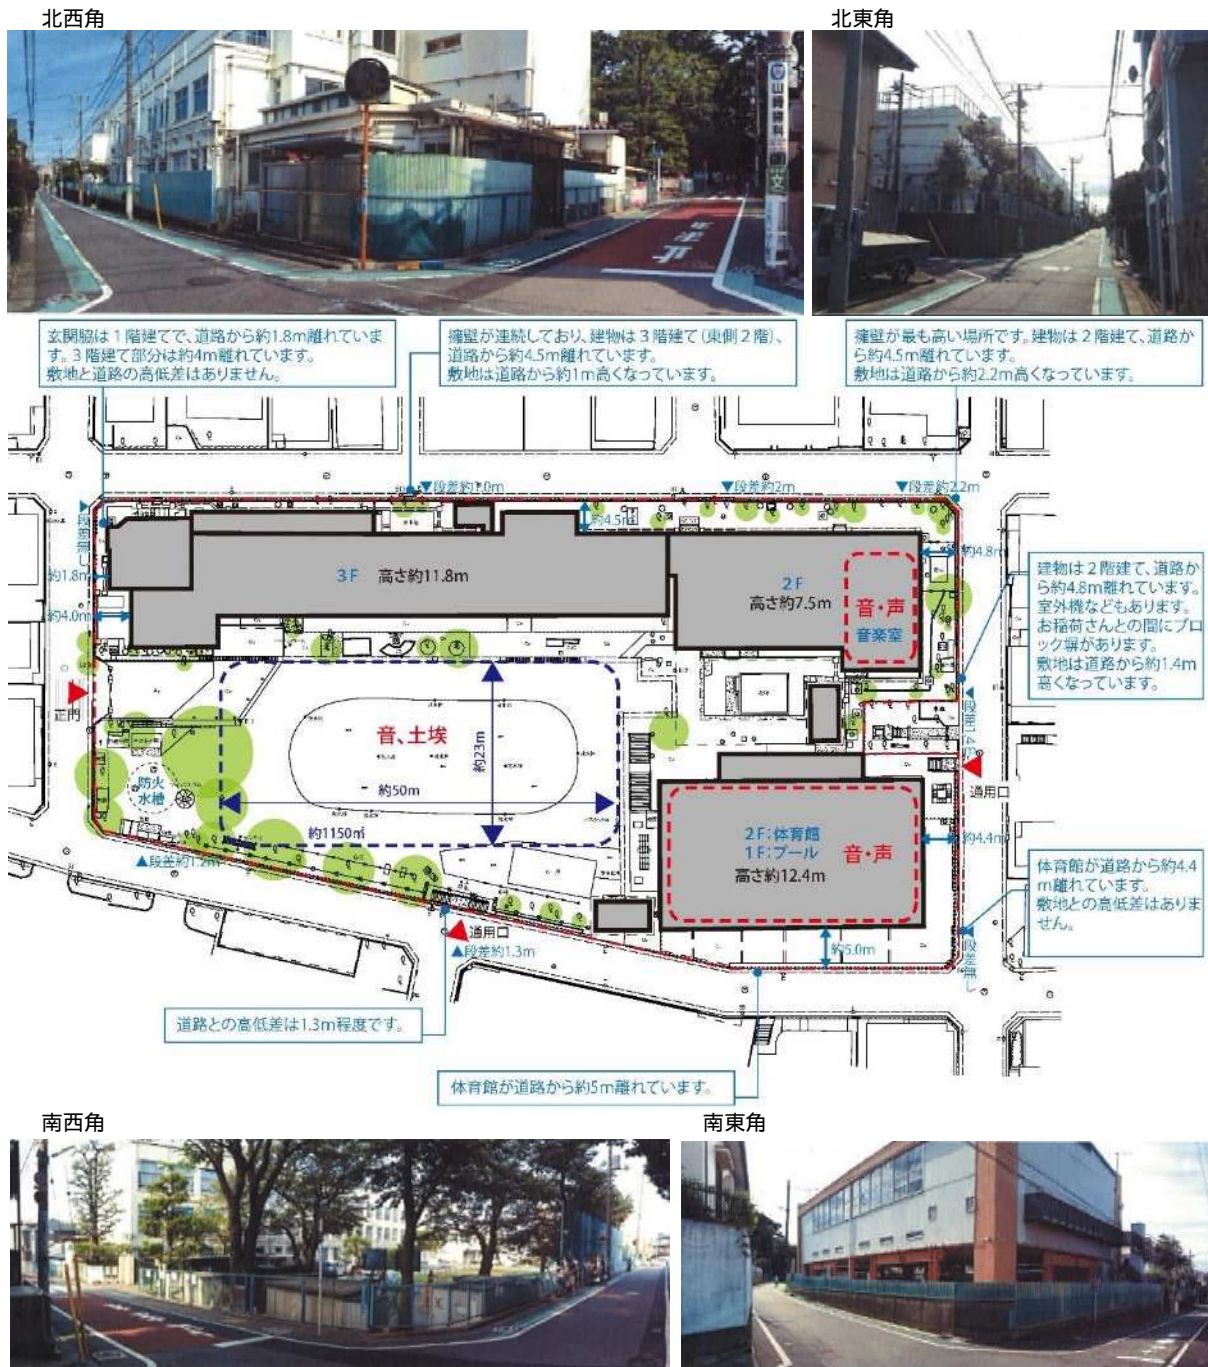 北西角
北東角
山崎歯科
文
玄関脇は1階建てで、道路から約1.8m離れていま
す。3階建て部分は約4m離れています。
敷地と道路の高低差はありません。
擁壁が連続しており、建物は3階建て(東側2階)、
道路から約4.5m離れています。
敷地は道路から約1m高くなっています。
擁壁が最も高い場所です。建物は2階建て、道路か
ら約4.5m離れています。
敷地は道路から約2.2m高くなっています。
▼段差約1.0m
▼段差約2m
▼段差約2.2m
▼段差無し
約4.5m
約4.8m
約1.8m
約4.0m
3F 高さ約11.8m
2F
高さ約7.5m
音・声
音楽室
建物は2階建て、道路か
ら約4.8m離れています。
室外機などもあります。
お稲荷さんとの間にブロ
ック塀があります。
敷地は道路から約1.4m
高くなっています。
正門
音、土埃
約23m
約50m
約1150㎡
防火
水槽
▲段差約1.2m
▼段差1.4m
通用口
2F:体育館
1F:プール
音・声
高さ約12.4m
約4.4m
体育館が道路から約4.4
m離れています。
敷地との高低差はありま
せん。
通用口
▲段差約1.3m
約5.0m
段差無し
道路との高低差は1.3m程度です。
体育館が道路から約5m離れています。
南西角
南東角